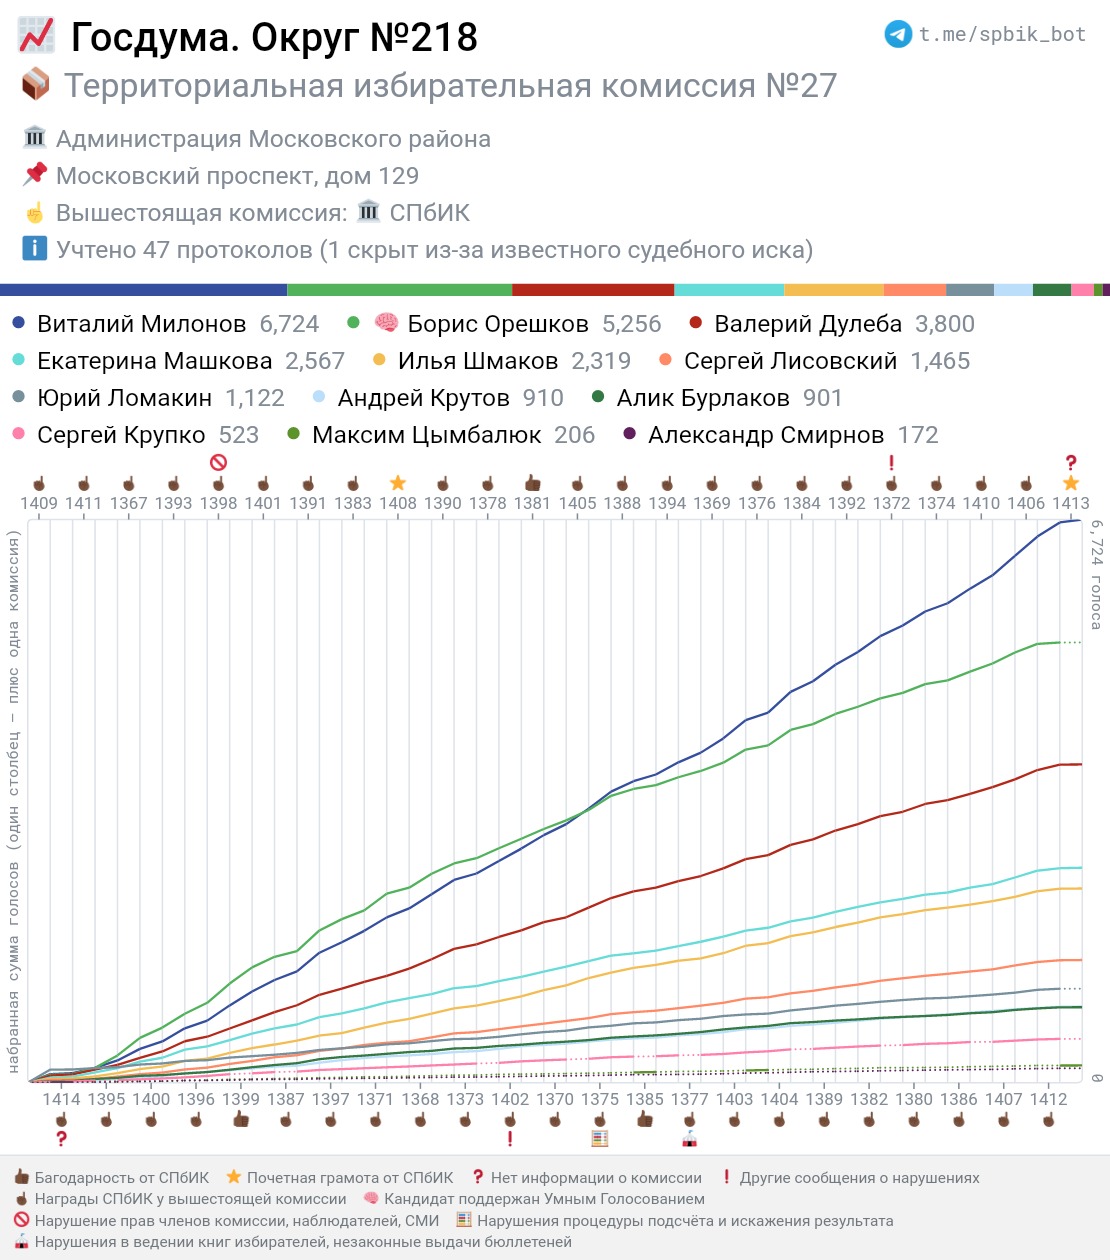 Госдума. Округ №218
t.me/spbik_bot
Территориальная избирательная комиссия №27
Администрация Московского района
Московский проспект, дом 129
Вышестоящая комиссия: СПбИК
Учтено 47 протоколов (1 скрыт из-за известного судебного иска)
Виталий Милонов 6,724 Борис Орешков 5,256 Валерий Дулеба 3,800
Екатерина Машкова 2,567 Илья Шмаков 2,319 Сергей Лисовский 1,465
Юрий Ломакин 1,122 Андрей Крутов 910 Алик Бурлаков 901
Сергей Крупко 523 Максим Цымбалюк 206 Александр Смирнов 172
1409 1411 1367 1393 1398 1401 1391 1383 1408 1390 1378 1381 1405 1388 1394 1369 1376 1384 1392 1372 1374 1410 1406 1413
набранная сумма голосов (один столбец – плюс одна комиссия)
6,724 голоса
0
1414 1395 1400 1396 1399 1387 1397 1371 1368 1373 1402 1370 1375 1385 1377 1403 1404 1389 1382 1380 1386 1407 1412
Багодарность от СПбИК Почетная грамота от СПбИК Нет информации о комиссии Другие сообщения о нарушениях
Награды СПбИК у вышестоящей комиссии Кандидат поддержан Умным Голосованием
Нарушение прав членов комиссии, наблюдателей, СМИ Нарушения процедуры подсчёта и искажения результата
Нарушения в ведении книг избирателей, незаконные выдачи бюллетеней